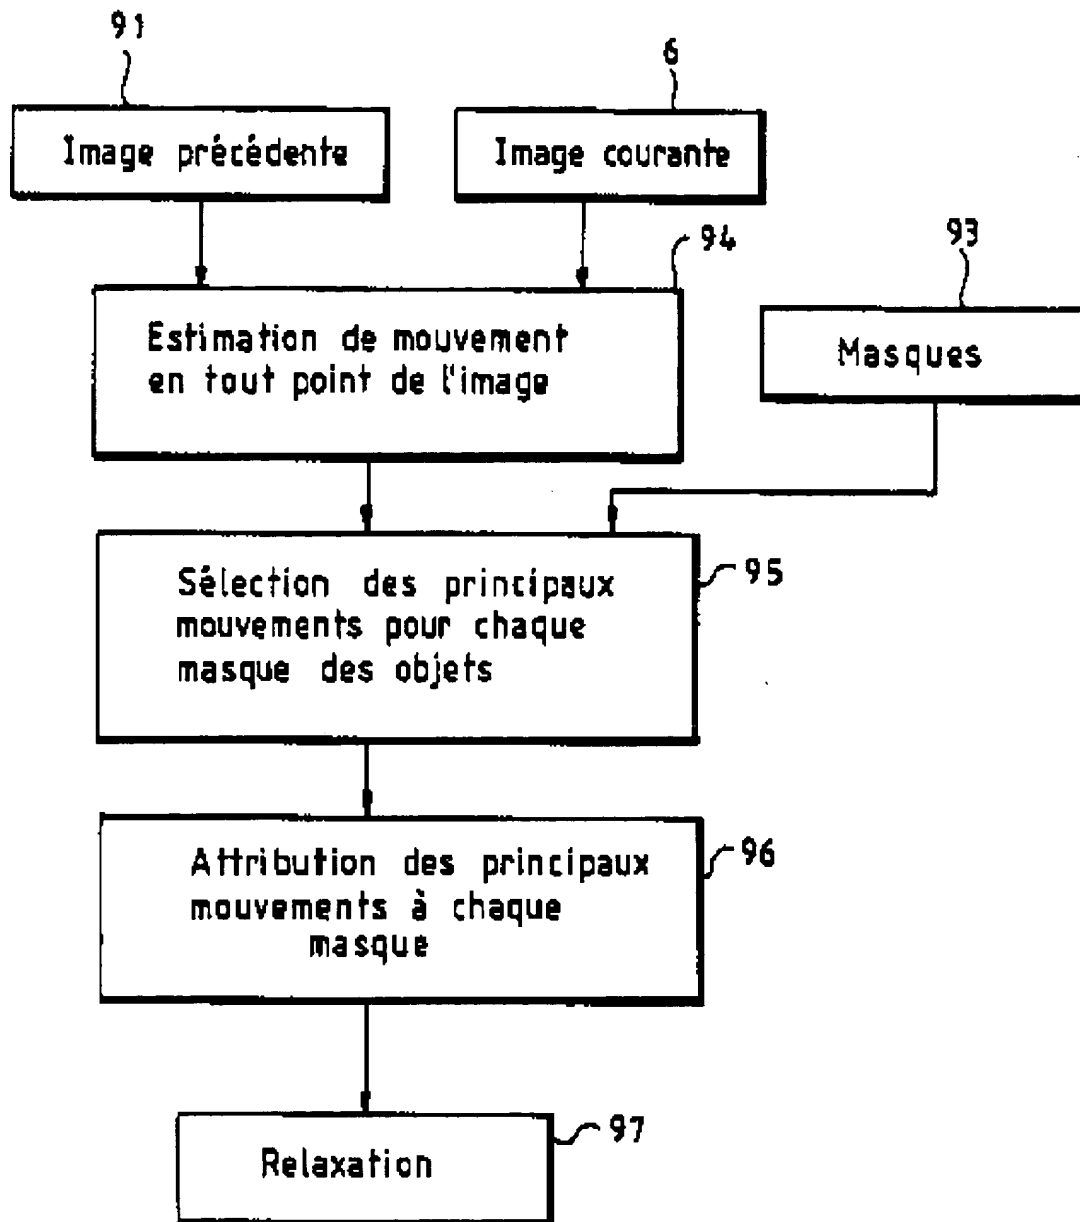 91
6
Image précédente
Image courante
94
93
Estimation de mouvement
en tout point de l'image
Masques
95
Sélection des principaux
mouvements pour chaque
masque des objets
96
Attribution des principaux
mouvements à chaque
masque
97
Relaxation